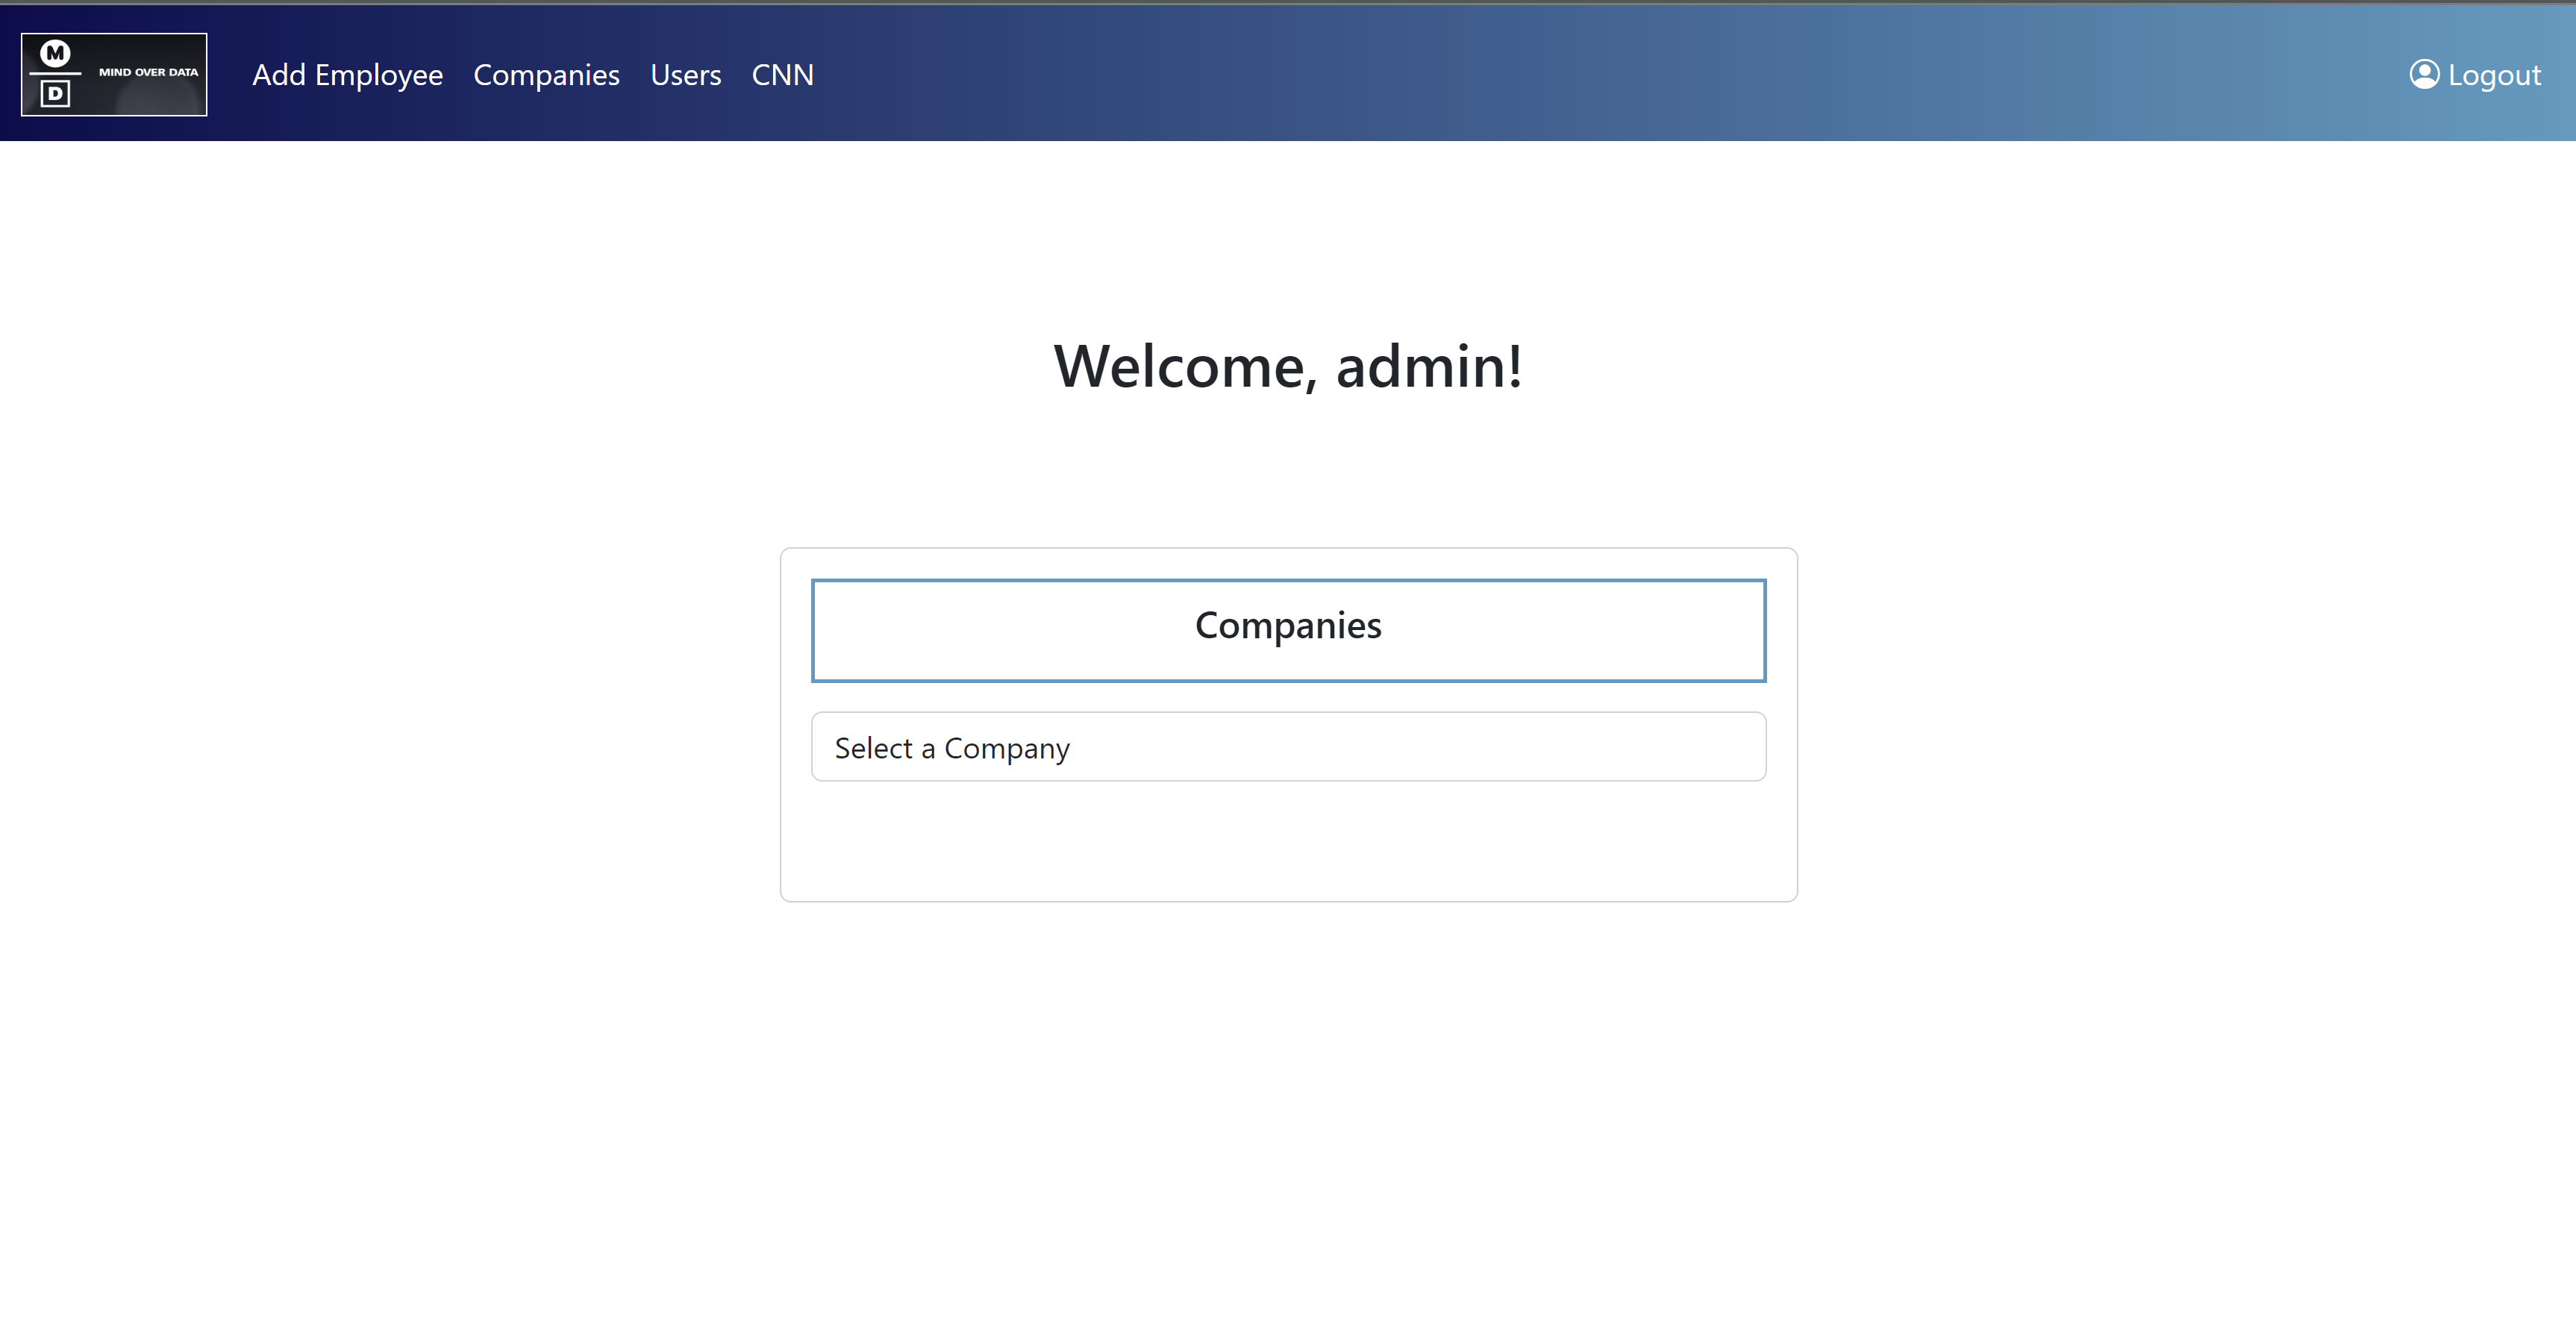 M
D
MIND OVER DATA
Add Employee Companies Users CNN
Logout
Welcome, admin!
Companies
Select a Company